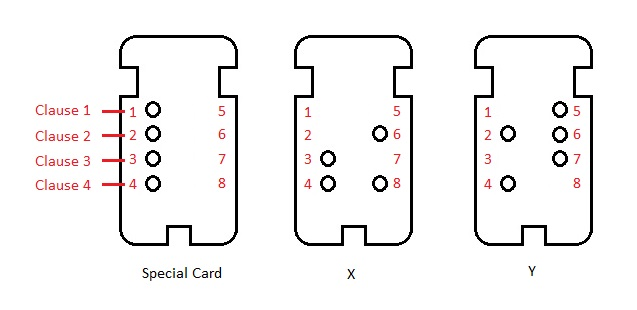 Clause 1 1 5 1 5 1 5
Clause 2 2 6 2 6 2 6
Clause 3 3 7 3 7 3 7
Clause 4 4 8 4 8 4 8
Special Card X Y